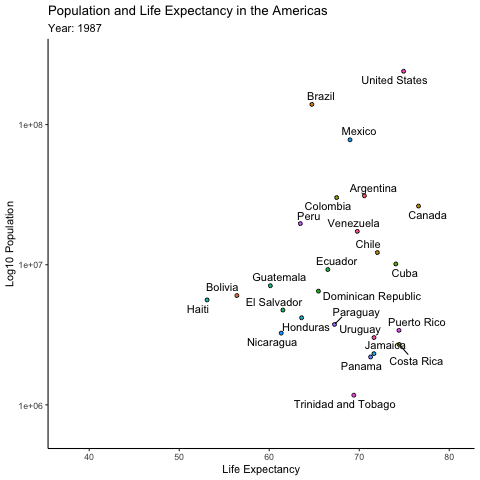 Population and Life Expectancy in the Americas
Year: 1987
United States
Brazil
1e+08
Mexico
Argentina
Colombia
Canada
Peru
Venezuela
Chile
Ecuador
1e+07
Cuba
Guatemala
Bolivia
Dominican Republic
El Salvador
Haiti
Paraguay
Puerto Rico
Honduras
Uruguay
Nicaragua
Jamaica
Costa Rica
Panama
Trinidad and Tobago
1e+06
Log10 Population
40 50 60 70 80
Life Expectancy